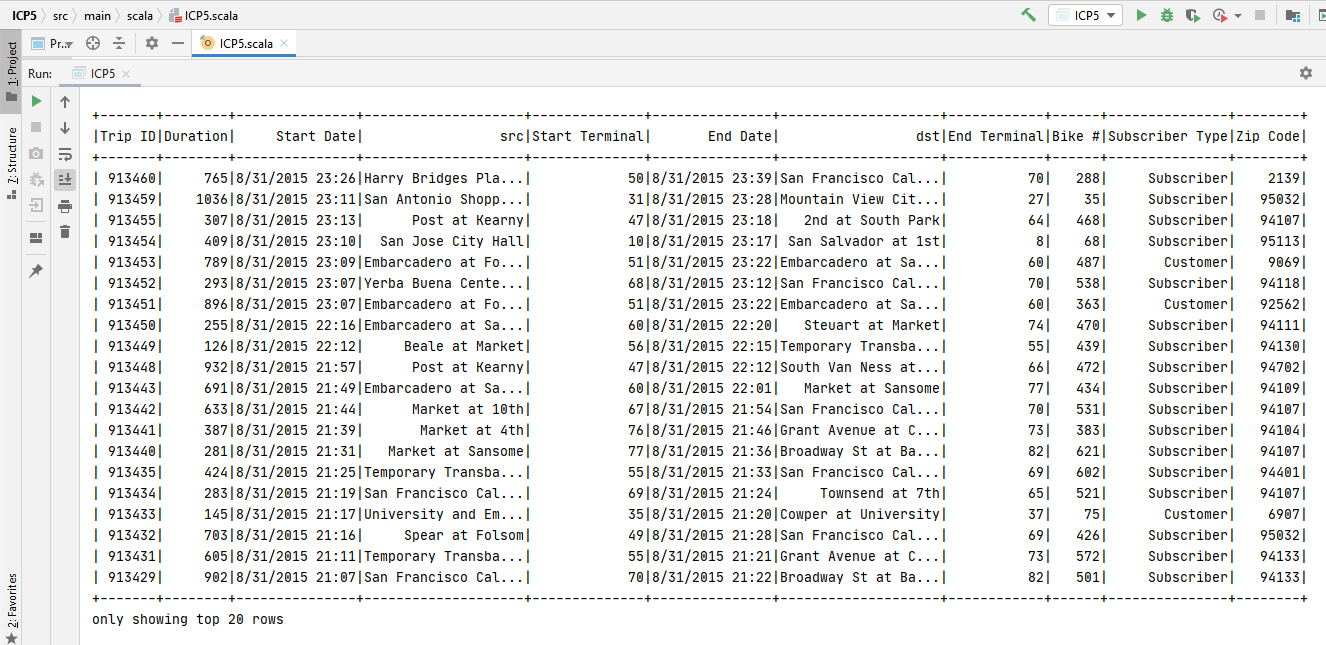 ICP5 src main scala ICP5.scala ICP5
Pr.. ICP5.scala
Run: ICP5
1: Project
7: Structure
2: Favorites
+-------+--------+---------------+--------------------+--------------+---------------+--------------------+------------+------+---------------+--------+
|Trip ID|Duration|     Start Date|                 src|Start Terminal|       End Date|                 dst|End Terminal|Bike #|Subscriber Type|Zip Code|
+-------+--------+---------------+--------------------+--------------+---------------+--------------------+------------+------+---------------+--------+
| 913460|     765|8/31/2015 23:26|Harry Bridges Pla...|            50|8/31/2015 23:39|San Francisco Cal...|          70|   288|     Subscriber|    2139|
| 913459|    1036|8/31/2015 23:11|San Antonio Shopp...|            31|8/31/2015 23:28|Mountain View Cit...|          27|    35|     Subscriber|   95032|
| 913455|     307|8/31/2015 23:13|      Post at Kearny|            47|8/31/2015 23:18|   2nd at South Park|          64|   468|     Subscriber|   94107|
| 913454|     409|8/31/2015 23:10|  San Jose City Hall|            10|8/31/2015 23:17| San Salvador at 1st|           8|    68|     Subscriber|   95113|
| 913453|     789|8/31/2015 23:09|Embarcadero at Fo...|            51|8/31/2015 23:22|Embarcadero at Sa...|          60|   487|       Customer|    9069|
| 913452|     293|8/31/2015 23:07|Yerba Buena Cente...|            68|8/31/2015 23:12|San Francisco Cal...|          70|   538|     Subscriber|   94118|
| 913451|     896|8/31/2015 23:07|Embarcadero at Fo...|            51|8/31/2015 23:22|Embarcadero at Sa...|          60|   363|       Customer|   92562|
| 913450|     255|8/31/2015 22:16|Embarcadero at Sa...|            60|8/31/2015 22:20|   Steuart at Market|          74|   470|     Subscriber|   94111|
| 913449|     126|8/31/2015 22:12|     Beale at Market|            56|8/31/2015 22:15|Temporary Transba...|          55|   439|     Subscriber|   94130|
| 913448|     932|8/31/2015 21:57|      Post at Kearny|            47|8/31/2015 22:12|South Van Ness at...|          66|   472|     Subscriber|   94702|
| 913443|     691|8/31/2015 21:49|Embarcadero at Sa...|            60|8/31/2015 22:01|   Market at Sansome|          77|   434|     Subscriber|   94109|
| 913442|     633|8/31/2015 21:44|      Market at 10th|            67|8/31/2015 21:54|San Francisco Cal...|          70|   531|     Subscriber|   94107|
| 913441|     387|8/31/2015 21:39|       Market at 4th|            76|8/31/2015 21:46|Grant Avenue at C...|          73|   383|     Subscriber|   94104|
| 913440|     281|8/31/2015 21:31|   Market at Sansome|            77|8/31/2015 21:36|Broadway St at Ba...|          82|   621|     Subscriber|   94107|
| 913435|     424|8/31/2015 21:25|Temporary Transba...|            55|8/31/2015 21:33|San Francisco Cal...|          69|   602|     Subscriber|   94401|
| 913434|     283|8/31/2015 21:19|San Francisco Cal...|            69|8/31/2015 21:24|     Townsend at 7th|          65|   521|     Subscriber|   94107|
| 913433|     145|8/31/2015 21:17|University and Em...|            35|8/31/2015 21:20|Cowper at University|          37|    75|       Customer|    6907|
| 913432|     703|8/31/2015 21:16|     Spear at Folsom|            49|8/31/2015 21:28|San Francisco Cal...|          69|   426|     Subscriber|   95032|
| 913431|     605|8/31/2015 21:11|Temporary Transba...|            55|8/31/2015 21:21|Grant Avenue at C...|          73|   572|     Subscriber|   94133|
| 913429|     902|8/31/2015 21:07|San Francisco Cal...|            70|8/31/2015 21:22|Broadway St at Ba...|          82|   501|     Subscriber|   94133|
+-------+--------+---------------+--------------------+--------------+---------------+--------------------+------------+------+---------------+--------+
only showing top 20 rows